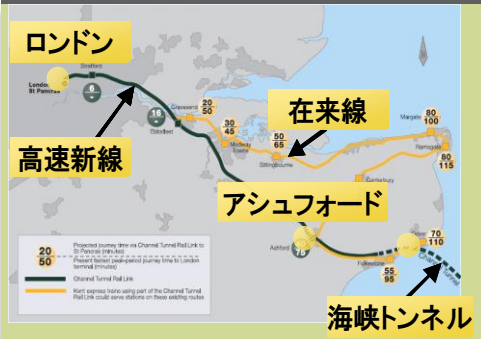 ロンドン
Stratford
London
St Pancras
6
-
高速新線
16
-
Ebbsfleet
Gravesend
20
50
30
45
Medway
Towns
在来線
50
65
Sittingbourne
Margate
80
100
Ramsgate
80
115
Canterbury
アシュフォード
Ashford
70
110
Folkestone
55
95
海峡トンネル
20
50
Projected journey time via Channel Tunnel Rail Link to
St Pancras (minutes)
Present fastest peak-period journey time to London
terminal (minutes)
Channel Tunnel Rail Link
Kent express trains using part of the Channel Tunnel
Rail Link could serve stations on these existing routes